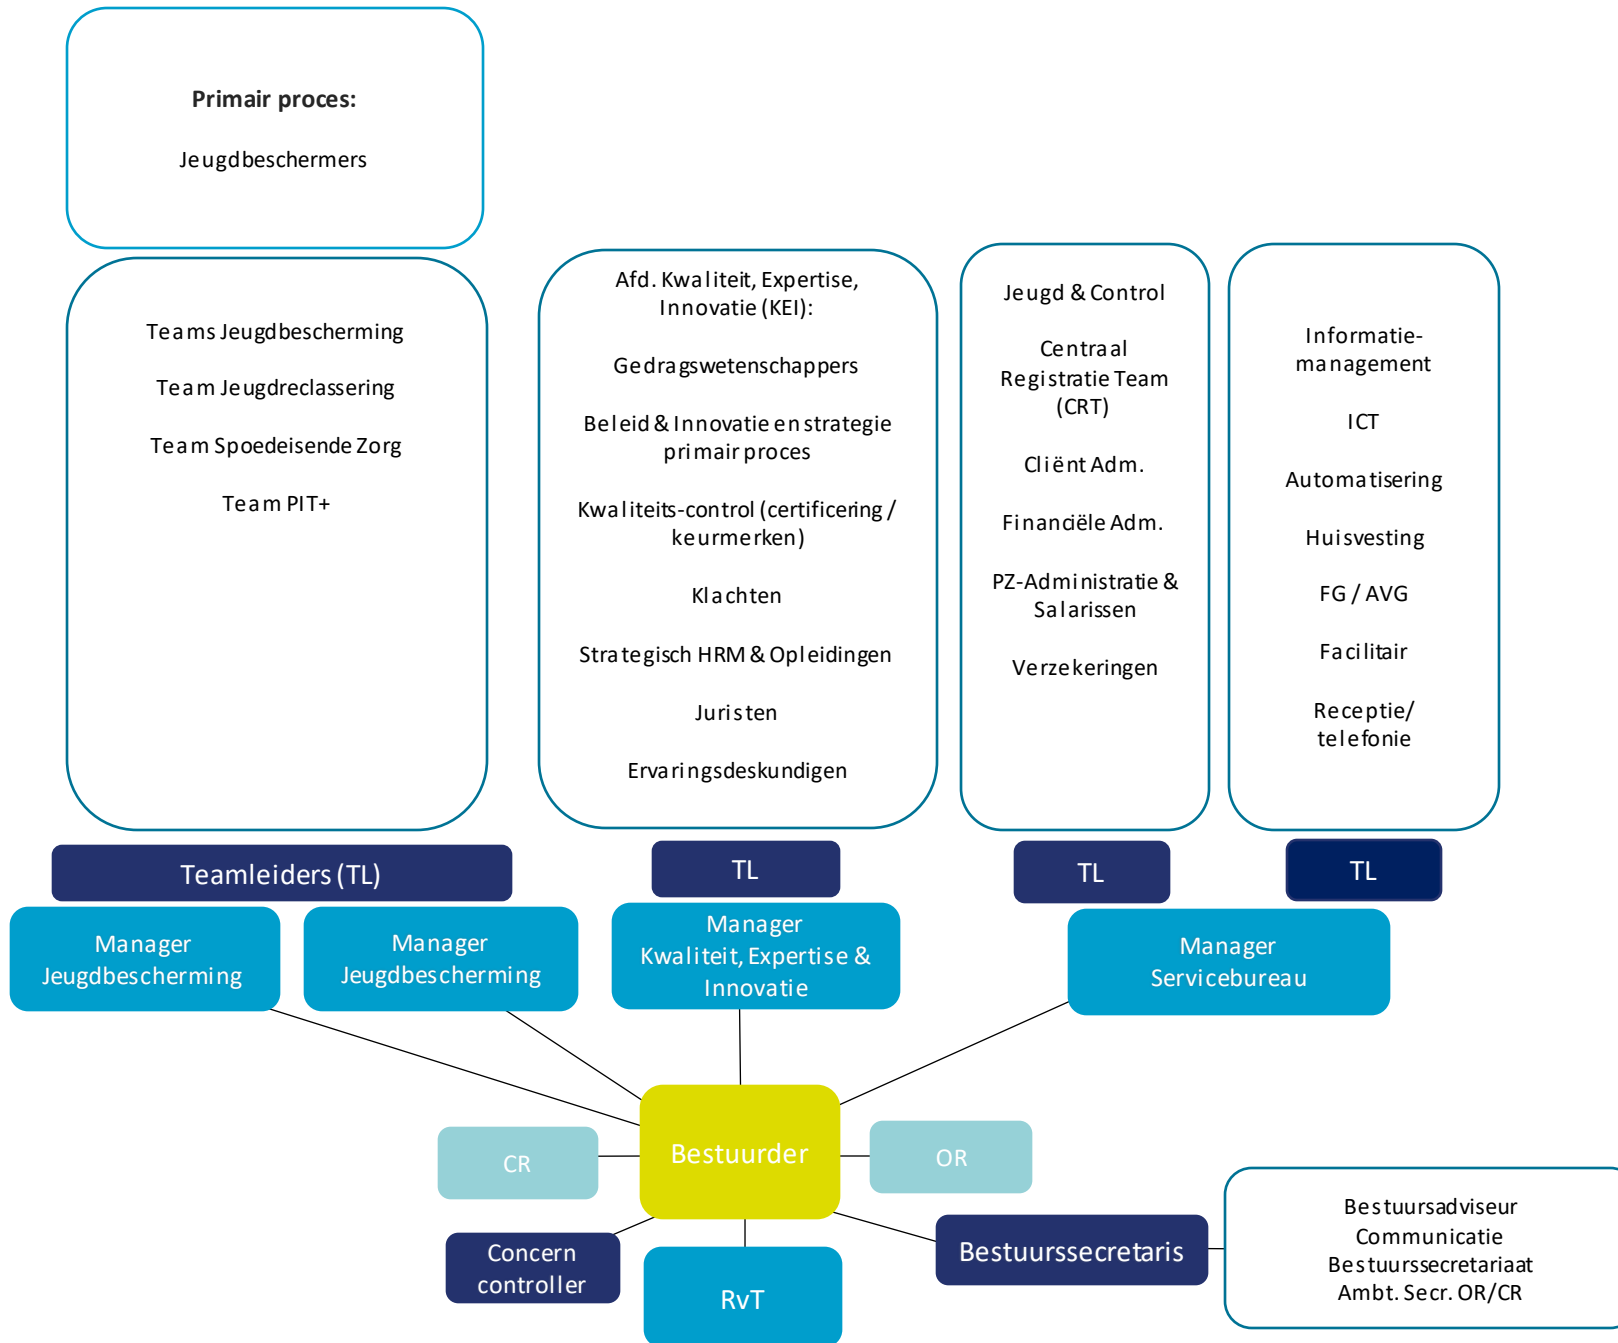 Primair proces:
Jeugdbeschermers
Teams Jeugdbescherming
Team Jeugdreclassering
Team Spoedeisende Zorg
Team PIT+
Afd. Kwaliteit, Expertise,
Innovatie (KEI):
Gedragswetenschappers
Beleid & Innovatie en strategie
primair proces
Kwaliteits-control (certificering /
keurmerken)
Klachten
Strategisch HRM & Opleidingen
Juristen
Ervaringsdeskundigen
Jeugd & Control
Centraal
Registratie Team
(CRT)
Cliënt Adm.
Financiële Adm.
PZ-Administratie &
Salarissen
Verzekeringen
Informatie-
management
ICT
Automatisering
Huisvesting
FG / AVG
Facilitair
Receptie/
telefonie
Teamleiders (TL)
TL
TL
TL
Manager
Jeugdbescherming
Manager
Jeugdbescherming
Manager
Kwaliteit, Expertise &
Innovatie
Manager
Servicebureau
CR
Bestuurder
OR
Concern
controller
RvT
Bestuurssecretaris
Bestuursadviseur
Communicatie
Bestuurssecretariaat
Ambt. Secr. OR/CR